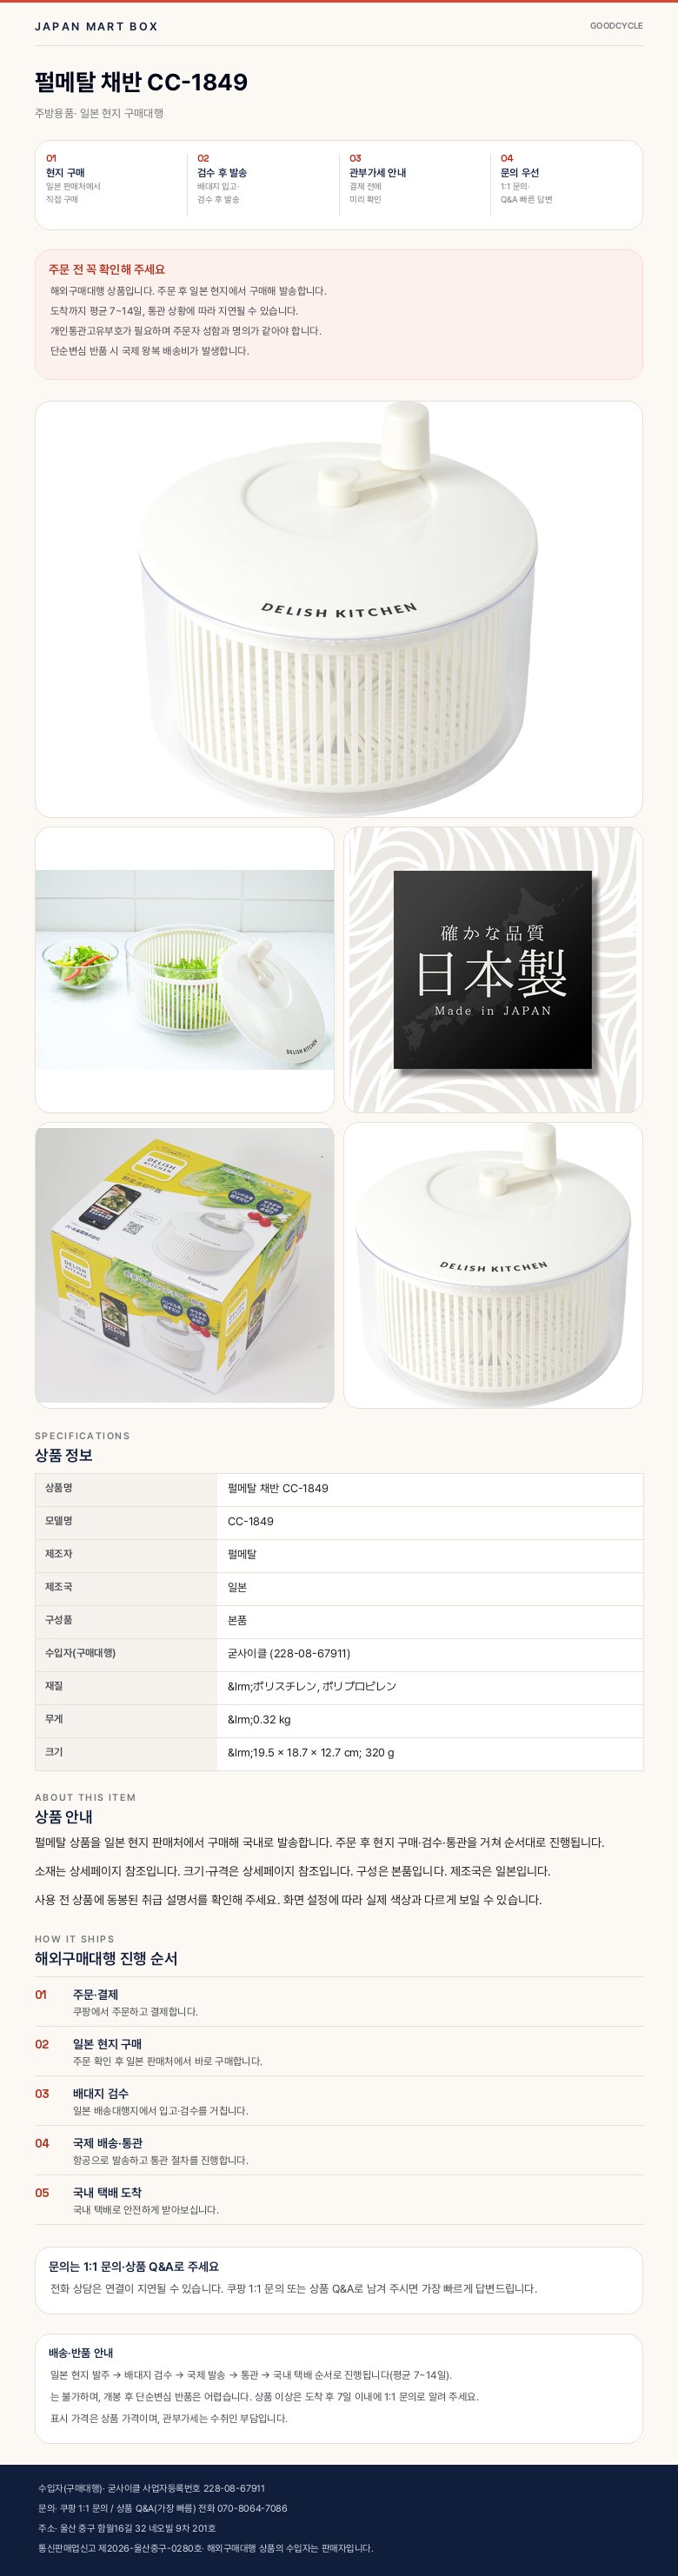 JAPAN MART BOX
GOODCYCLE
펄메탈 채반 CC-1849
주방용품· 일본 현지 구매대행
01
현지 구매
일본 판매처에서
직접 구매
02
검수 후 발송
배대지 입고·
검수 후 발송
03
관부가세 안내
결제 전에
미리 확인
04
문의 우선
1:1 문의·
Q&A 빠른 답변
주문 전 꼭 확인해 주세요
해외구매대행 상품입니다. 주문 후 일본 현지에서 구매해 발송합니다.
도착까지 평균 7~14일, 통관 상황에 따라 지연될 수 있습니다.
개인통관고유부호가 필요하며 주문자 성함과 명의가 같아야 합니다.
단순변심 반품 시 국제 왕복 배송비가 발생합니다.
DELISH KITCHEN
DELISH KITCHEN
確かな品質
日本製
Made in JAPAN
DELISH KITCHEN
DELISH KITCHEN
SPECIFICATIONS
상품 정보
상품명
펄메탈 채반 CC-1849
모델명
CC-1849
제조자
펄메탈
제조국
일본
구성품
본품
수입자(구매대행)
굳사이클 (228-08-67911)
재질
&lrm;ポリスチレン, ポリプロピレン
무게
&lrm;0.32 kg
크기
&lrm;19.5 × 18.7 × 12.7 cm; 320 g
ABOUT THIS ITEM
상품 안내
펄메탈 상품을 일본 현지 판매처에서 구매해 국내로 발송합니다. 주문 후 현지 구매·검수·통관을 거쳐 순서대로 진행됩니다.
소재는 상세페이지 참조입니다. 크기·규격은 상세페이지 참조입니다. 구성은 본품입니다. 제조국은 일본입니다.
사용 전 상품에 동봉된 취급 설명서를 확인해 주세요. 화면 설정에 따라 실제 색상과 다르게 보일 수 있습니다.
HOW IT SHIPS
해외구매대행 진행 순서
01
주문·결제
쿠팡에서 주문하고 결제합니다.
02
일본 현지 구매
주문 확인 후 일본 판매처에서 바로 구매합니다.
03
배대지 검수
일본 배송대행지에서 입고·검수를 거칩니다.
04
국제 배송·통관
항공으로 발송하고 통관 절차를 진행합니다.
05
국내 택배 도착
국내 택배로 안전하게 받아보십니다.
문의는 1:1 문의·상품 Q&A로 주세요
전화 상담은 연결이 지연될 수 있습니다. 쿠팡 1:1 문의 또는 상품 Q&A로 남겨 주시면 가장 빠르게 답변드립니다.
배송·반품 안내
일본 현지 발주 → 배대지 검수 → 국제 발송 → 통관 → 국내 택배 순서로 진행됩니다(평균 7~14일).
는 불가하며, 개봉 후 단순변심 반품은 어렵습니다. 상품 이상은 도착 후 7일 이내에 1:1 문의로 알려 주세요.
표시 가격은 상품 가격이며, 관부가세는 수취인 부담입니다.
수입자(구매대행)· 굳사이클 사업자등록번호 228-08-67911
문의· 쿠팡 1:1 문의 / 상품 Q&A(가장 빠름) 전화 070-8064-7086
주소· 울산 중구 함월16길 32 네오빌 9차 201호
통신판매업신고 제2026-울산중구-0280호· 해외구매대행 상품의 수입자는 판매자입니다.